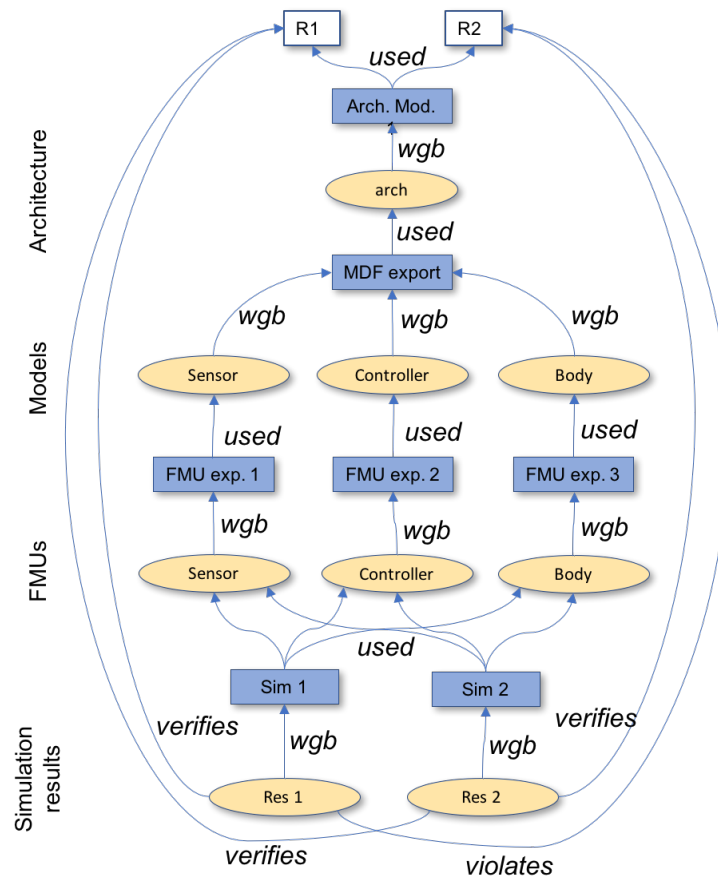 R1
R2
used
Arch. Mod.
wgb
arch
used
MDF export
wgb
wgb
wgb
Sensor
Controller
Body
used
used
used
FMU exp. 1
FMU exp. 2
FMU exp. 3
wgb
wgb
wgb
Sensor
Controller
Body
used
Sim 1
Sim 2
verifies
verifies
wgb
wgb
Res 1
Res 2
verifies
violates
Architecture
Models
FMUs
Simulation
results